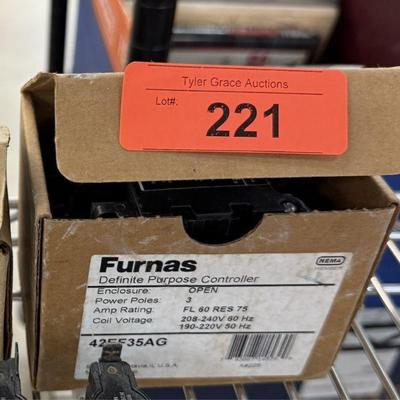 Tyler Grace Auctions
Lot#: 221
Furnas
NEMA
Definite Purpose Controller
Enclosure: OPEN
Power Poles: 3
Amp Rating: FL 60 RES 75
Coil Voltage: 208-240V 60 Hz
190-220V 50 Hz
42EF35AG
U.S.A.